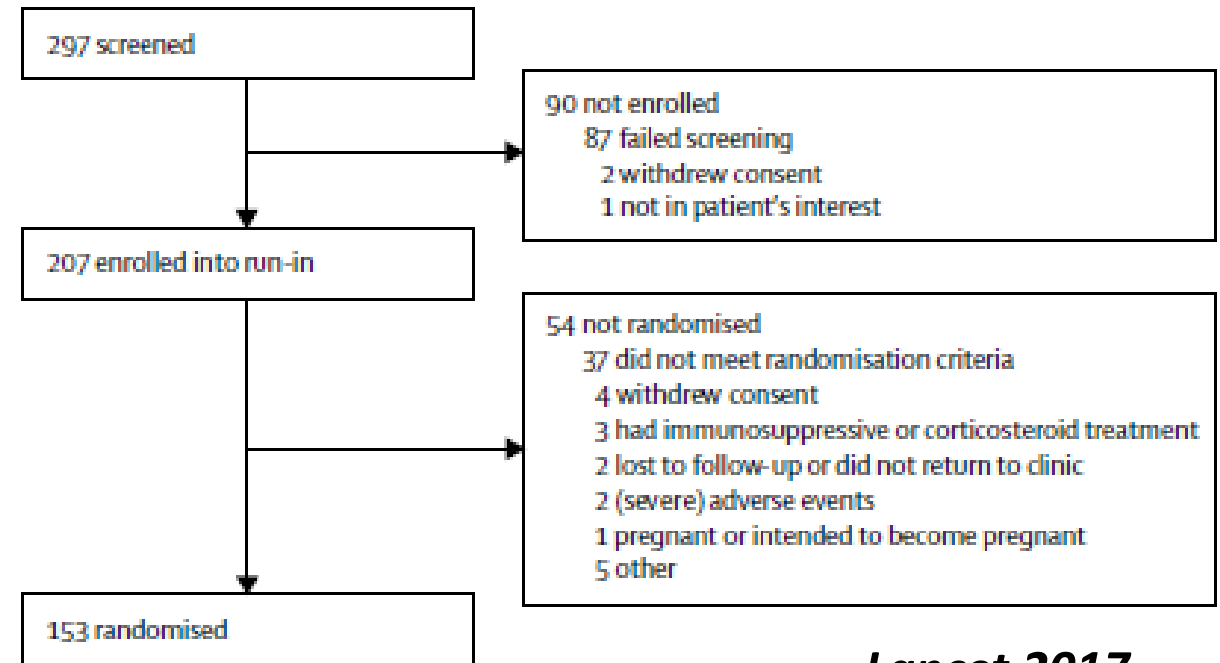 297 screened
90 not enrolled
87 failed screening
2 withdrew consent
1 not in patient's interest
207 enrolled into run-in
54 not randomised
37 did not meet randomisation criteria
4 withdrew consent
3 had immunosuppressive or corticosteroid treatment
2 lost to follow-up or did not return to clinic
2 (severe) adverse events
1 pregnant or intended to become pregnant
5 other
153 randomised
Lancet 2017